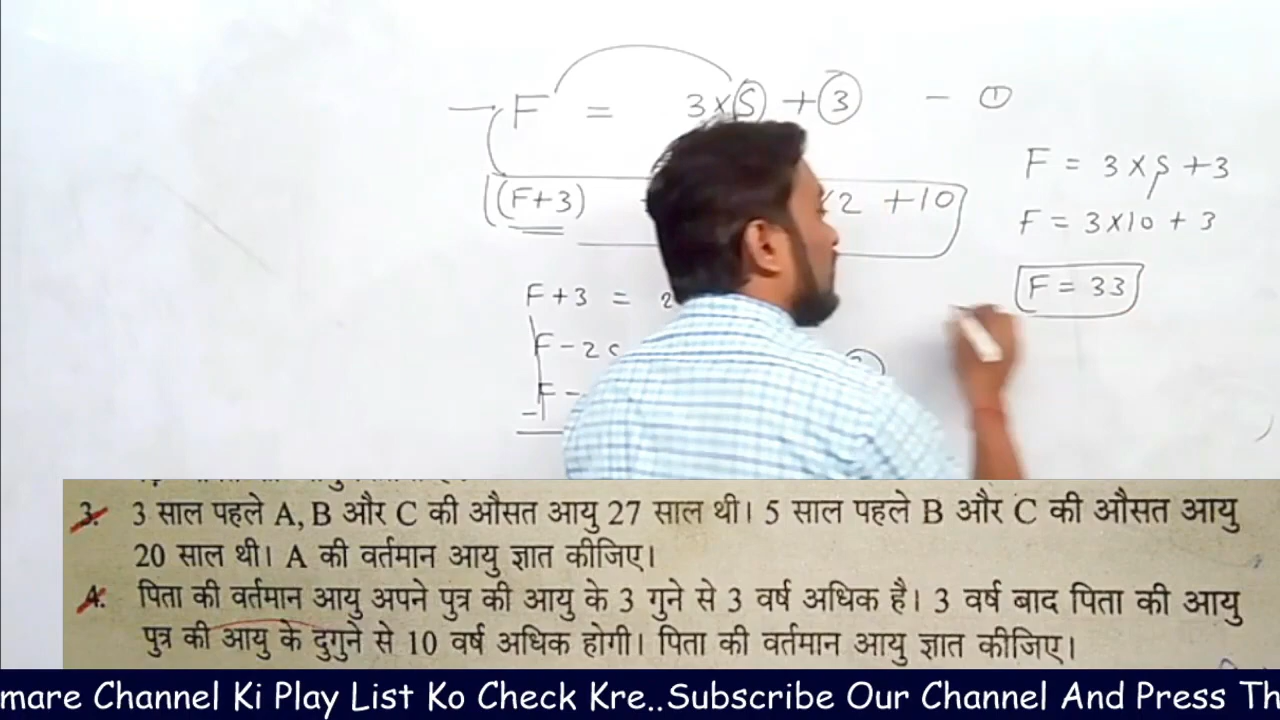 F = 3×S + 3 - ①
(F+3) ×2 +10
F+3 = 2
F-2
F-
F = 3×S+3
F = 3×10+3
F = 33
3. 3 साल पहले A, B और C की औसत आयु 27 साल थी। 5 साल पहले B और C की औसत आयु
20 साल थी। A की वर्तमान आयु ज्ञात कीजिए।
4. पिता की वर्तमान आयु अपने पुत्र की आयु के 3 गुने से 3 वर्ष अधिक है। 3 वर्ष बाद पिता की आयु
पुत्र की आयु के दुगुने से 10 वर्ष अधिक होगी। पिता की वर्तमान आयु ज्ञात कीजिए।
mare Channel Ki Play List Ko Check Kre..Subscribe Our Channel And Press Th